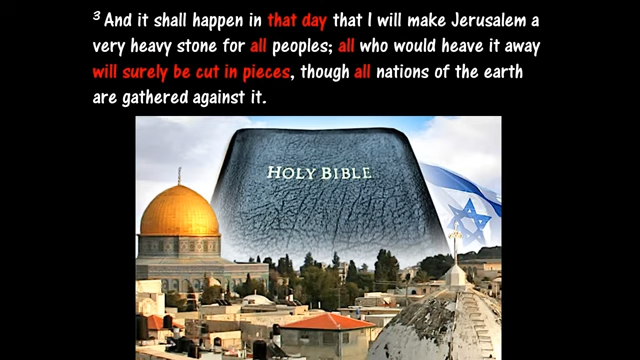 3 And it shall happen in that day that I will make Jerusalem a
very heavy stone for all peoples; all who would heave it away
will surely be cut in pieces, though all nations of the earth
are gathered against it.
HOLY BIBLE